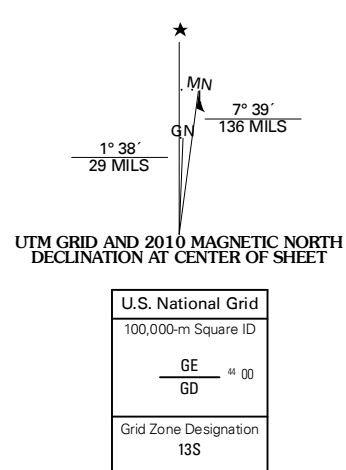 ★
MN
7° 39´
136 MILS
GN
1° 38´
29 MILS
UTM GRID AND 2010 MAGNETIC NORTH
DECLINATION AT CENTER OF SHEET
U.S. National Grid
100,000-m Square ID
GE
44 00
GD
Grid Zone Designation
13S